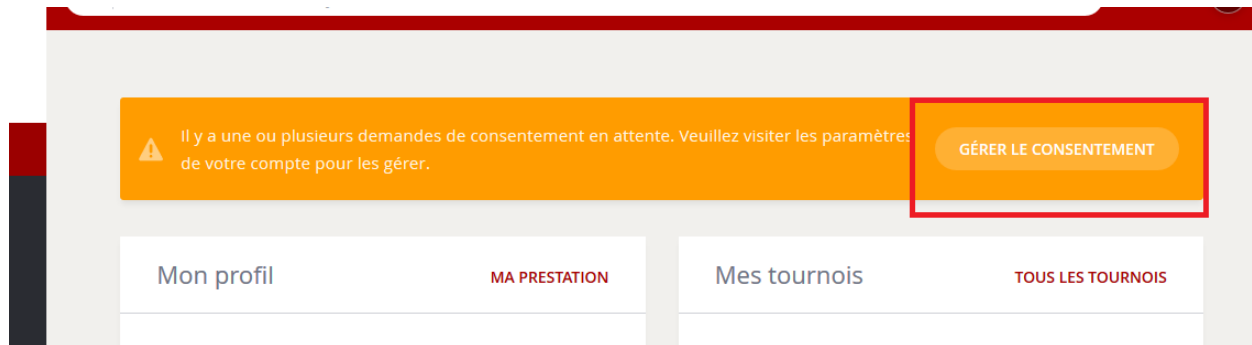 Il y a une ou plusieurs demandes de consentement en attente. Veuillez visiter les paramètres
de votre compte pour les gérer.
GÉRER LE CONSENTEMENT
Mon profil
MA PRESTATION
Mes tournois
TOUS LES TOURNOIS